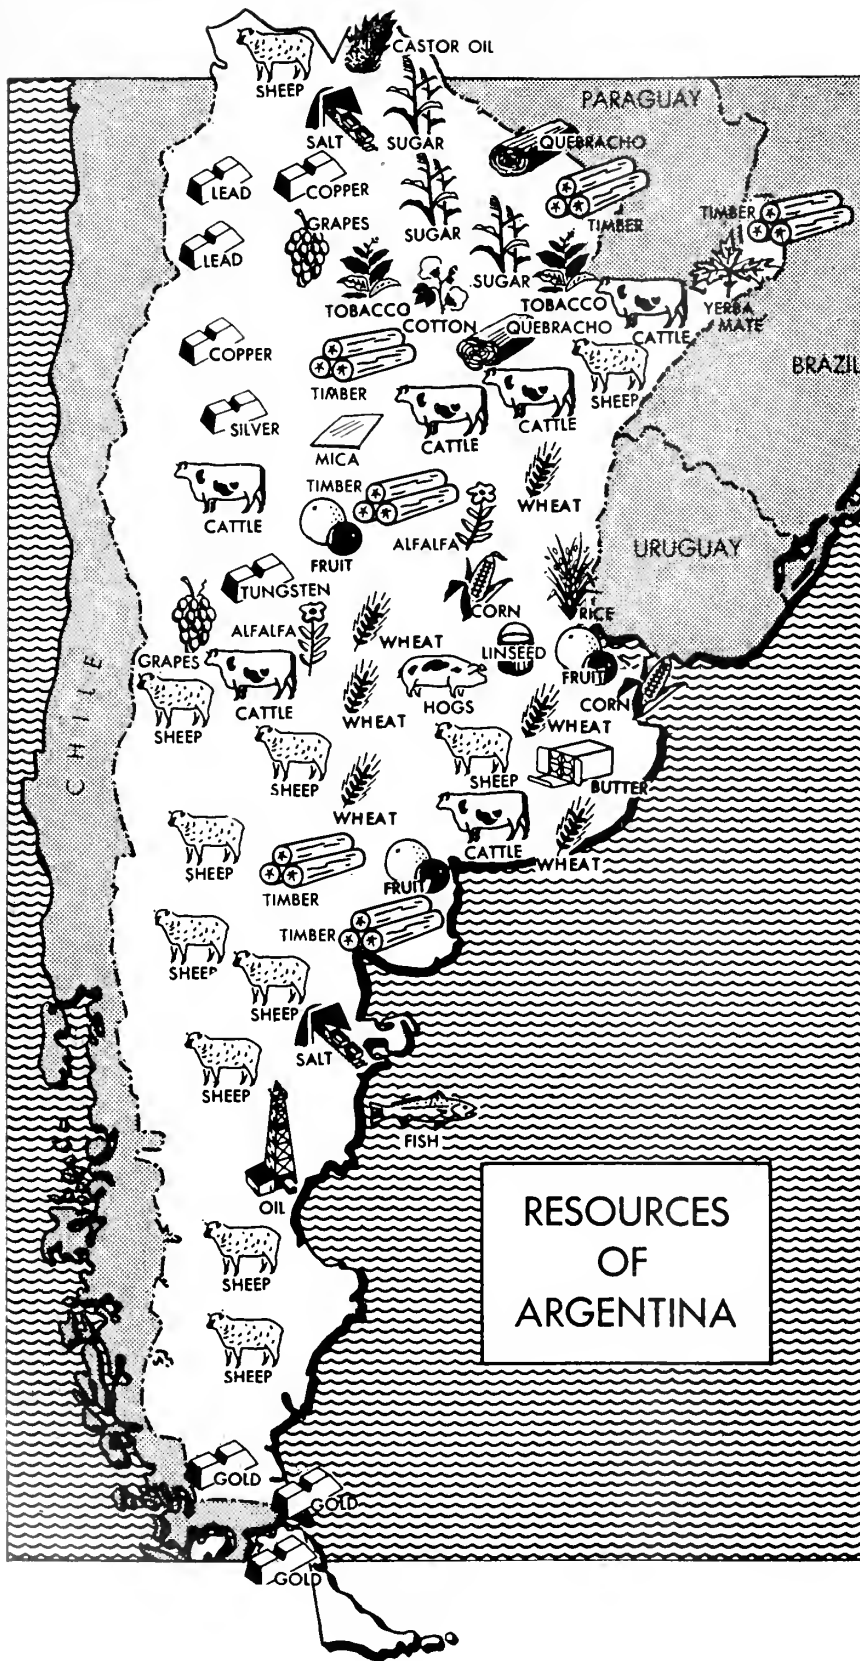 CASTOR OIL
SHEEP
PARAGUAY
SALT
SUGAR
QUEBRACHO
LEAD
COPPER
TIMBER
TIMBER
GRAPES
SUGAR
LEAD
SUGAR
TOBACCO
COTTON
TOBACCO
YERBA
MATE
CATTLE
QUEBRACHO
COPPER
BRAZIL
TIMBER
SHEEP
SILVER
CATTLE
CATTLE
MICA
TIMBER
WHEAT
CATTLE
ALFALFA
URUGUAY
FRUIT
TUNGSTEN
CORN
RICE
ALFALFA
WHEAT
LINSEED
GRAPES
FRUIT
CATTLE
HOGS
CORN
SHEEP
WHEAT
WHEAT
CHILE
SHEEP
SHEEP
BUTTER
WHEAT
CATTLE
WHEAT
SHEEP
FRUIT
TIMBER
TIMBER
SHEEP
SHEEP
SALT
SHEEP
FISH
OIL
RESOURCES
OF
ARGENTINA
SHEEP
SHEEP
GOLD
GOLD
GOLD